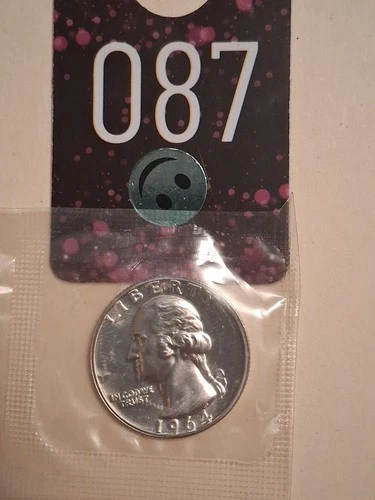 087
LIBERTY
IN GOD WE
TRUST
1964